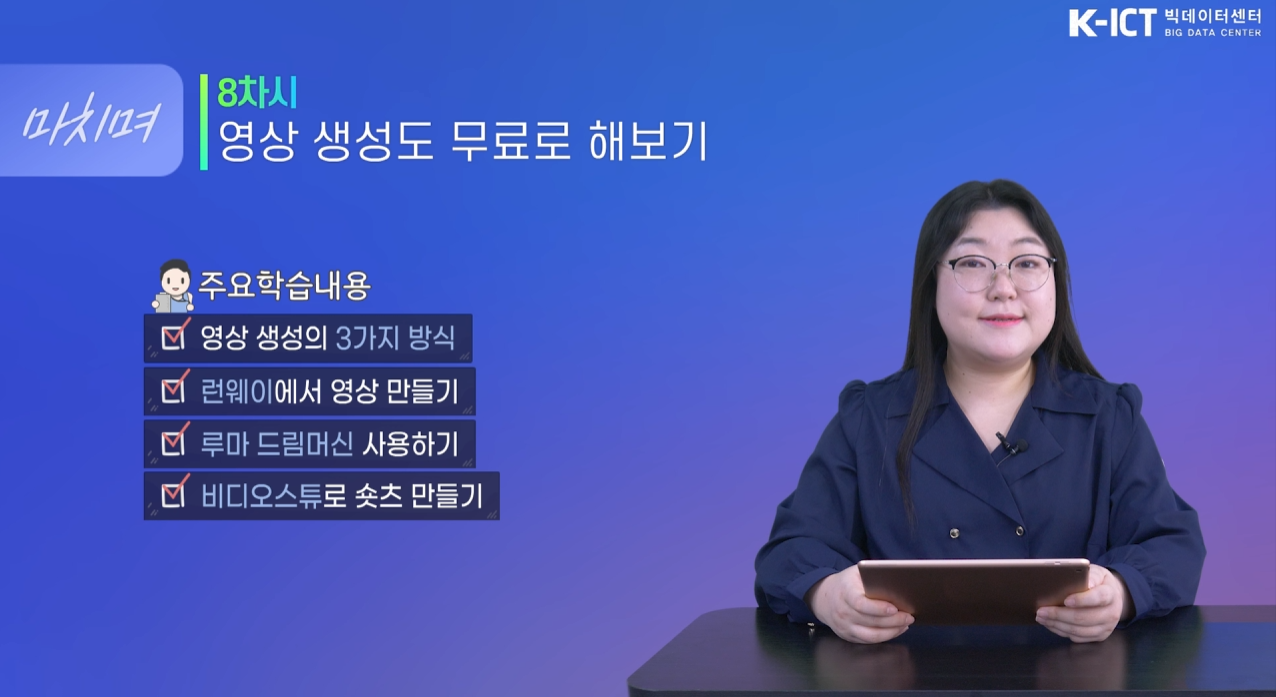 K-ICT 빅데이터센터
BIG DATA CENTER
마치며
8차시
영상 생성도 무료로 해보기
주요학습내용
영상 생성의 3가지 방식
런웨이에서 영상 만들기
루마 드림머신 사용하기
비디오스튜로 숏츠 만들기